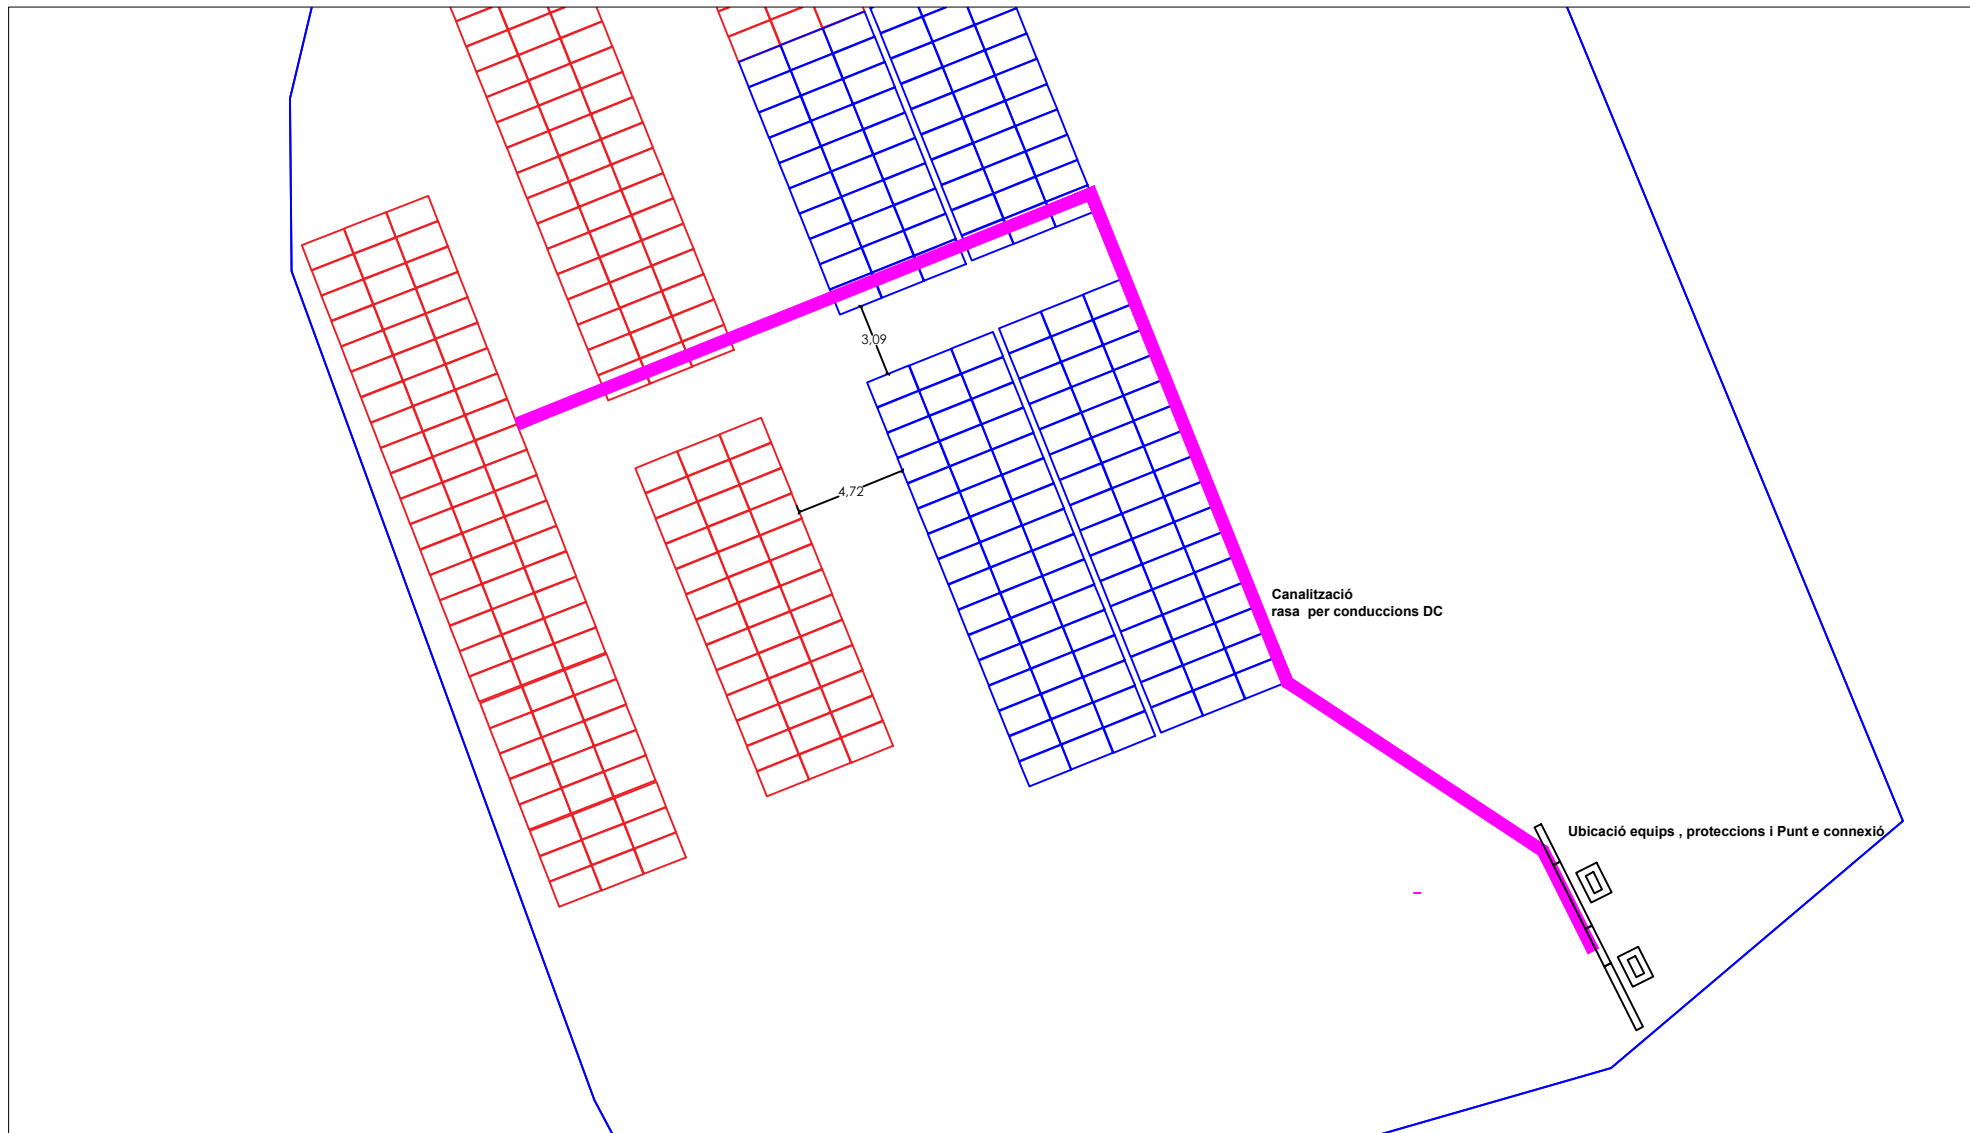 3,09
4,72
Canalització
rasa per conduccions DC
Ubicació equips , proteccions i Punt e connexió